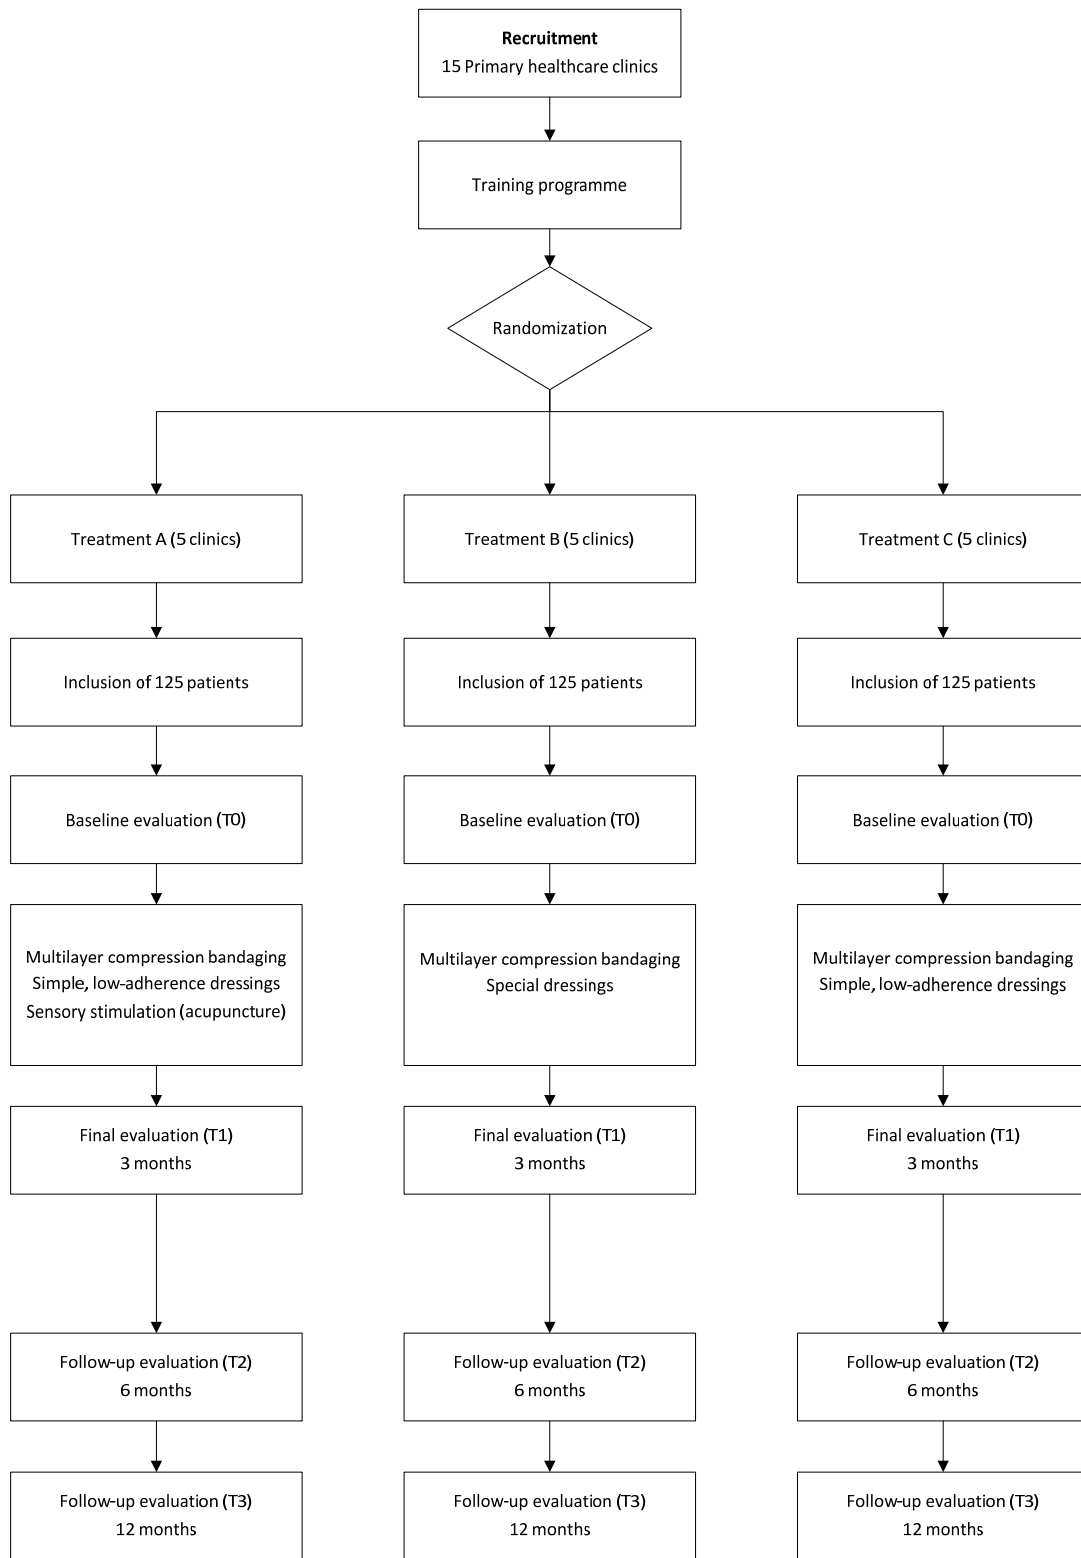 Recruitment
15 Primary healthcare clinics
Training programme
Randomization
Treatment A (5 clinics)
Treatment B (5 clinics)
Treatment C (5 clinics)
Inclusion of 125 patients
Inclusion of 125 patients
Inclusion of 125 patients
Baseline evaluation (T0)
Baseline evaluation (T0)
Baseline evaluation (T0)
Multilayer compression bandaging
Simple, low-adherence dressings
Sensory stimulation (acupuncture)
Multilayer compression bandaging
Special dressings
Multilayer compression bandaging
Simple, low-adherence dressings
Final evaluation (T1)
3 months
Final evaluation (T1)
3 months
Final evaluation (T1)
3 months
Follow-up evaluation (T2)
6 months
Follow-up evaluation (T2)
6 months
Follow-up evaluation (T2)
6 months
Follow-up evaluation (T3)
12 months
Follow-up evaluation (T3)
12 months
Follow-up evaluation (T3)
12 months